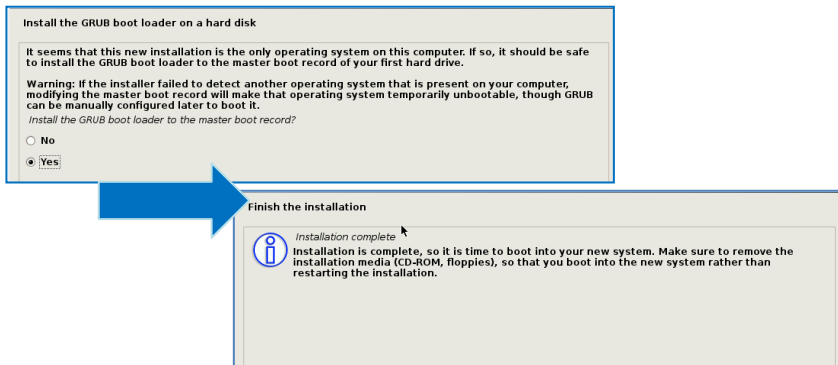 Install the GRUB boot loader on a hard disk
It seems that this new installation is the only operating system on this computer. If so, it should be safe
to install the GRUB boot loader to the master boot record of your first hard drive.
Warning: If the installer failed to detect another operating system that is present on your computer,
modifying the master boot record will make that operating system temporarily unbootable, though GRUB
can be manually configured later to boot it.
Install the GRUB boot loader to the master boot record?
No
Yes
Finish the installation
Installation complete
Installation is complete, so it is time to boot into your new system. Make sure to remove the
installation media (CD-ROM, floppies), so that you boot into the new system rather than
restarting the installation.